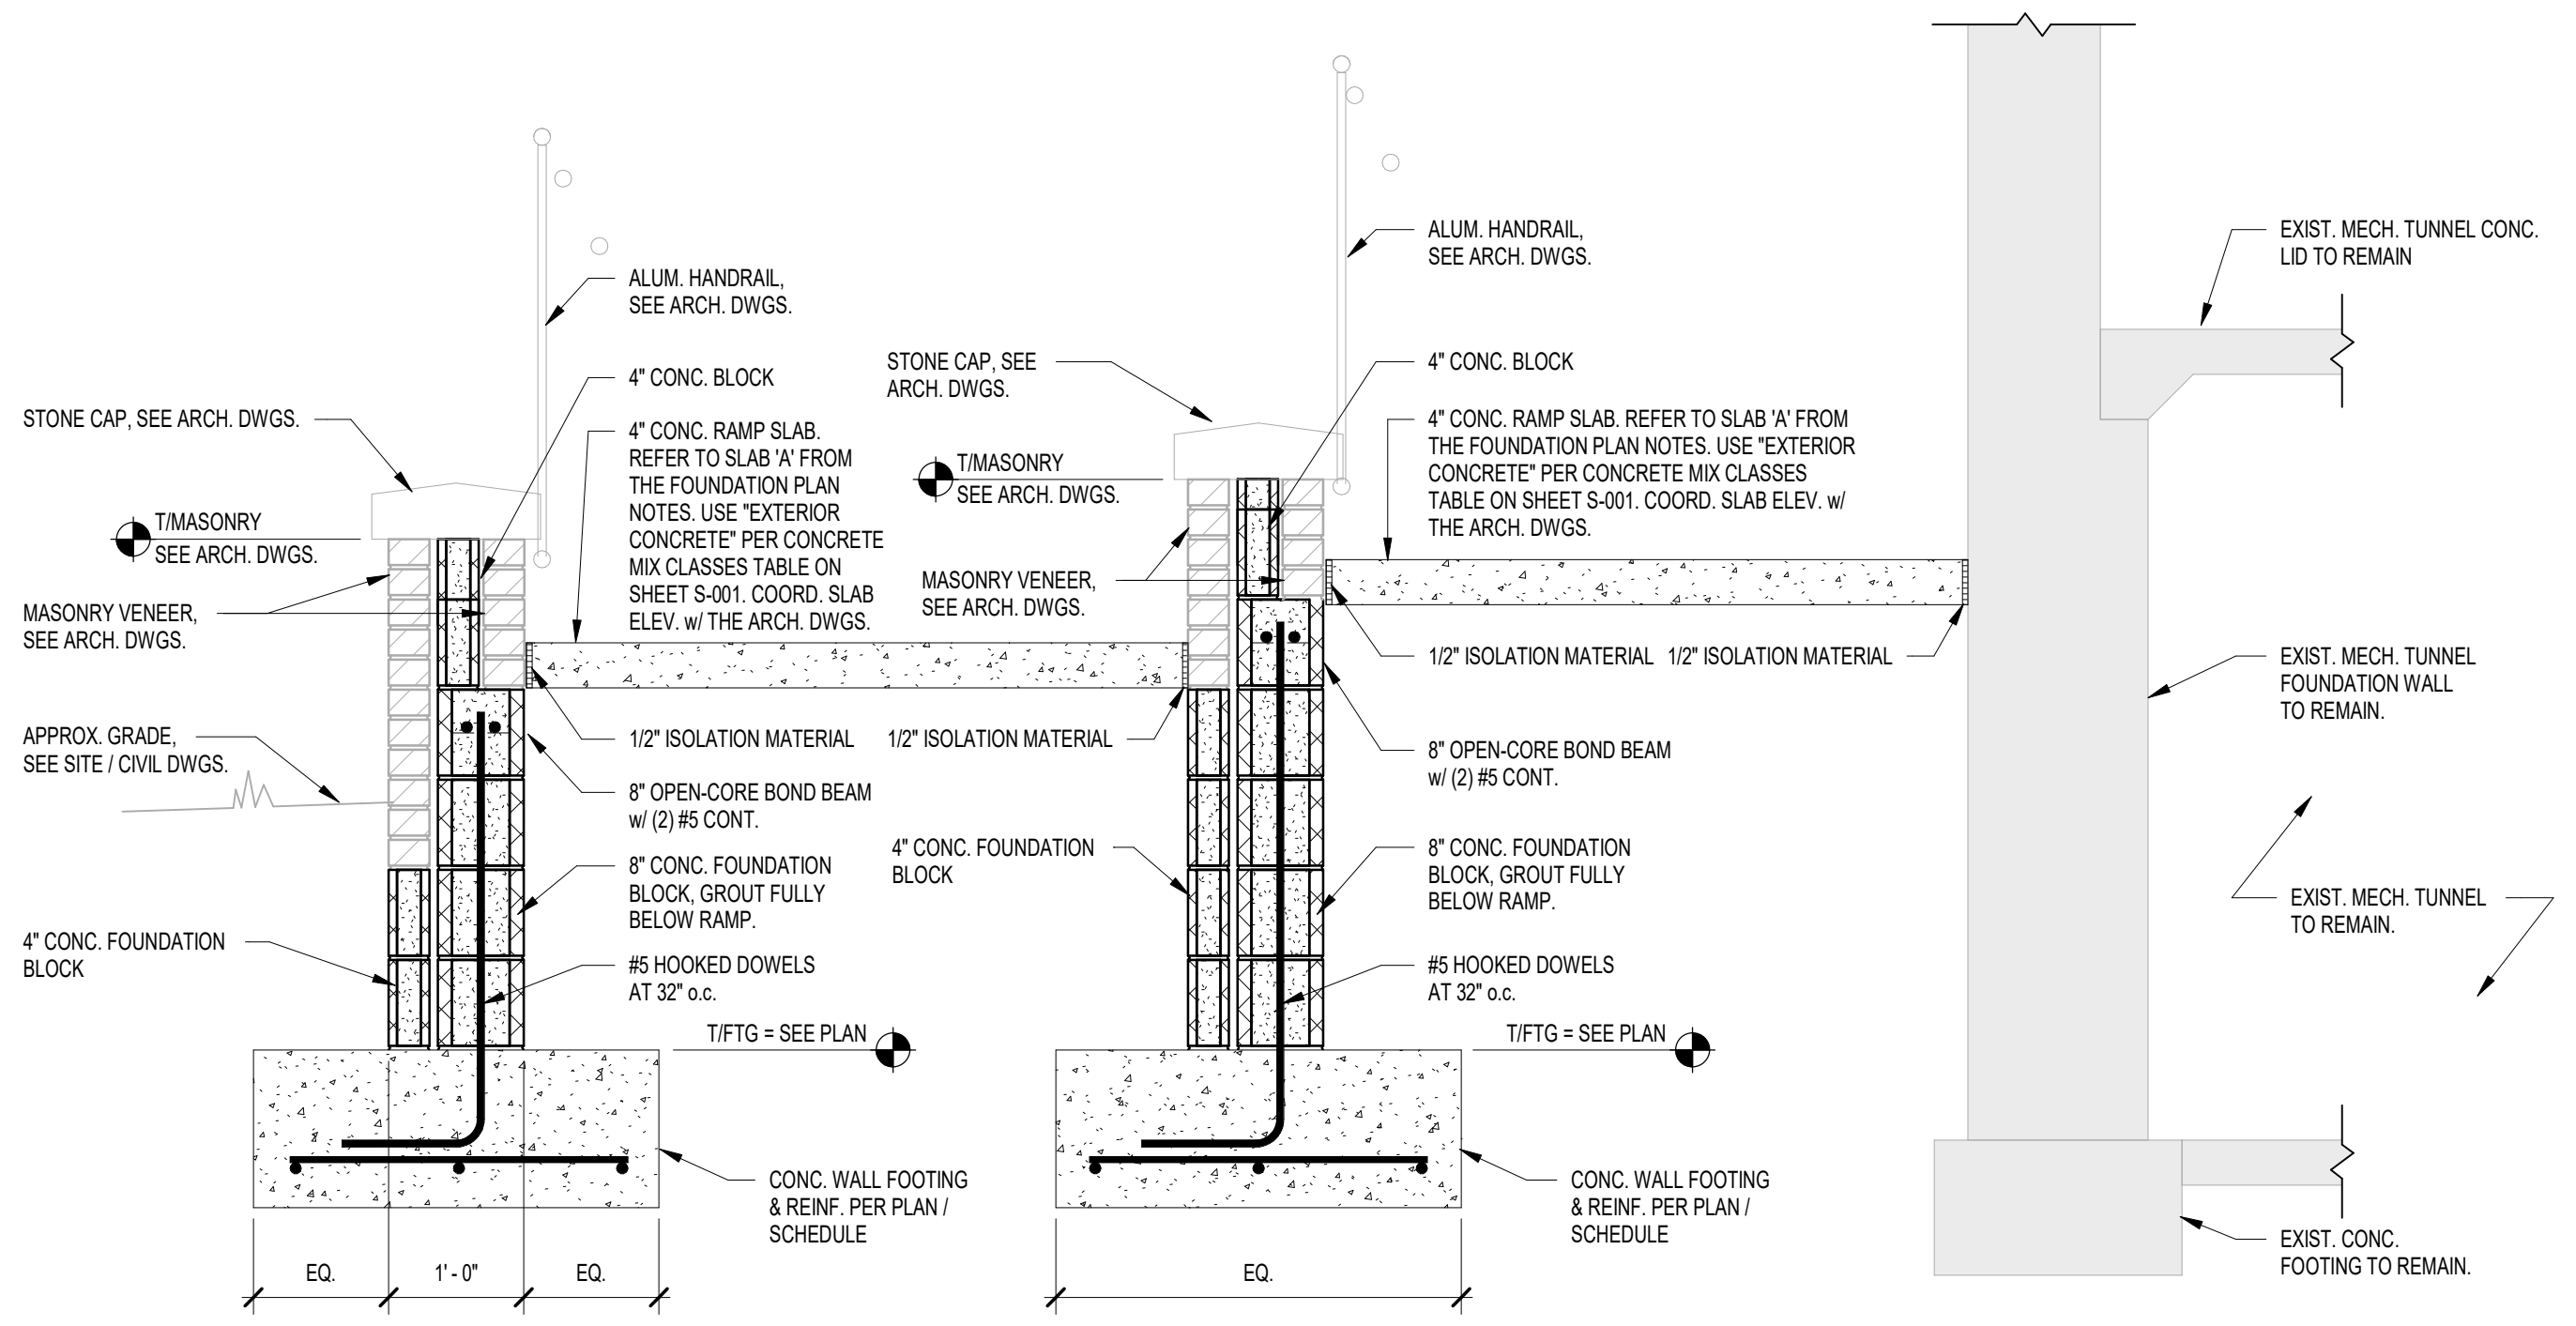 ALUM. HANDRAIL,
SEE ARCH. DWGS.
4" CONC. BLOCK
STONE CAP, SEE ARCH. DWGS.
4" CONC. RAMP SLAB.
REFER TO SLAB 'A' FROM
THE FOUNDATION PLAN
NOTES. USE "EXTERIOR
CONCRETE" PER CONCRETE
MIX CLASSES TABLE ON
SHEET S-001. COORD. SLAB
ELEV. w/ THE ARCH. DWGS.
T/MASONRY
SEE ARCH. DWGS.
MASONRY VENEER,
SEE ARCH. DWGS.
APPROX. GRADE,
SEE SITE / CIVIL DWGS.
1/2" ISOLATION MATERIAL
8" OPEN-CORE BOND BEAM
w/ (2) #5 CONT.
8" CONC. FOUNDATION
BLOCK, GROUT FULLY
BELOW RAMP.
4" CONC. FOUNDATION
BLOCK
#5 HOOKED DOWELS
AT 32" o.c.
T/FTG = SEE PLAN
CONC. WALL FOOTING
& REINF. PER PLAN /
SCHEDULE
EQ.
1' - 0"
EQ.
ALUM. HANDRAIL,
SEE ARCH. DWGS.
STONE CAP, SEE
ARCH. DWGS.
4" CONC. BLOCK
4" CONC. RAMP SLAB. REFER TO SLAB 'A' FROM
THE FOUNDATION PLAN NOTES. USE "EXTERIOR
CONCRETE" PER CONCRETE MIX CLASSES
TABLE ON SHEET S-001. COORD. SLAB ELEV. w/
THE ARCH. DWGS.
T/MASONRY
SEE ARCH. DWGS.
MASONRY VENEER,
SEE ARCH. DWGS.
1/2" ISOLATION MATERIAL
1/2" ISOLATION MATERIAL
1/2" ISOLATION MATERIAL
8" OPEN-CORE BOND BEAM
w/ (2) #5 CONT.
4" CONC. FOUNDATION
BLOCK
8" CONC. FOUNDATION
BLOCK, GROUT FULLY
BELOW RAMP.
#5 HOOKED DOWELS
AT 32" o.c.
T/FTG = SEE PLAN
CONC. WALL FOOTING
& REINF. PER PLAN /
SCHEDULE
EQ.
EXIST. MECH. TUNNEL CONC.
LID TO REMAIN
EXIST. MECH. TUNNEL
FOUNDATION WALL
TO REMAIN.
EXIST. MECH. TUNNEL
TO REMAIN.
EXIST. CONC.
FOOTING TO REMAIN.